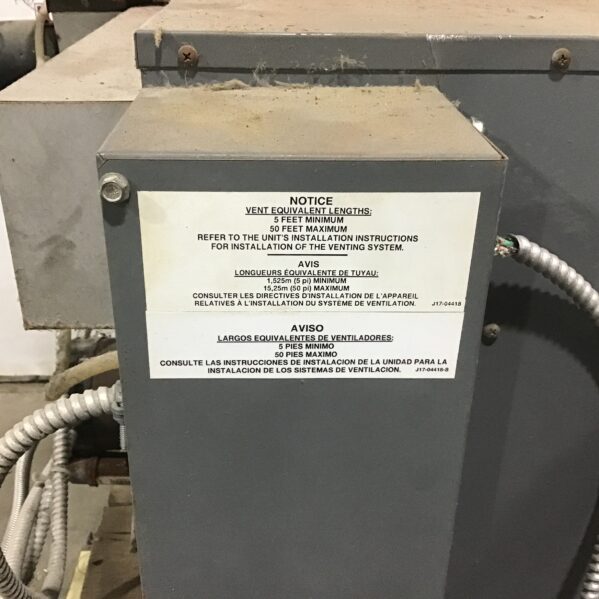 NOTICE
VENT EQUIVALENT LENGTHS:
5 FEET MINIMUM
50 FEET MAXIMUM
REFER TO THE UNIT'S INSTALLATION INSTRUCTIONS
FOR INSTALLATION OF THE VENTING SYSTEM.
AVIS
LONGUEURS ÉQUIVALENTE DE TUYAU:
1,525m (5 pi) MINIMUM
15,25m (50 pi) MAXIMUM
CONSULTER LES DIRECTIVES D'INSTALLATION DE L'APPAREIL
RELATIVES À L'INSTALLATION DU SYSTEME DE VENTILATION.
J17-04418
AVISO
LARGOS EQUIVALENTES DE VENTILADORES:
5 PIES MINIMO
50 PIES MAXIMO
CONSULTE LAS INSTRUCCIONES DE INSTALACION DE LA UNIDAD PARA LA
INSTALACION DE LOS SISTEMAS DE VENTILACION.
J17-04418-S